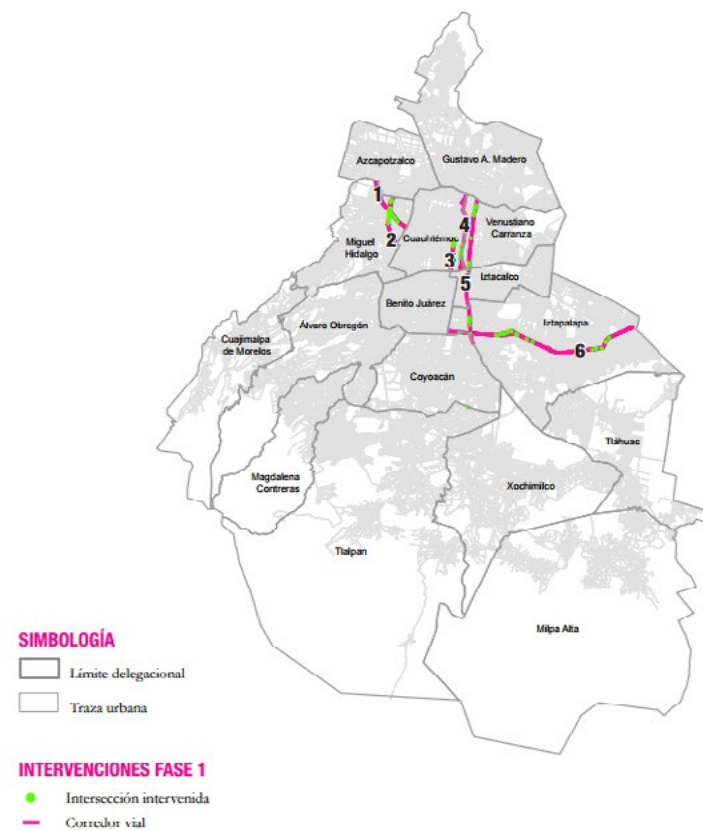 Azcapotzalco
Gustavo A. Madero
1
Venustiano
Carranza
4
Cuauhtémoc
2
Miguel
Hidalgo
3
Iztacalco
5
Benito Juárez
Iztapalapa
Álvaro Obregón
Cuajimalpa
de Morelos
6
Coyoacán
Tláhuac
Magdalena
Contreras
Xochimilco
Tlalpan
Milpa Alta
SIMBOLOGÍA
Límite delegacional
Traza urbana
INTERVENCIONES FASE 1
Intersección intervenida
Corredor vial